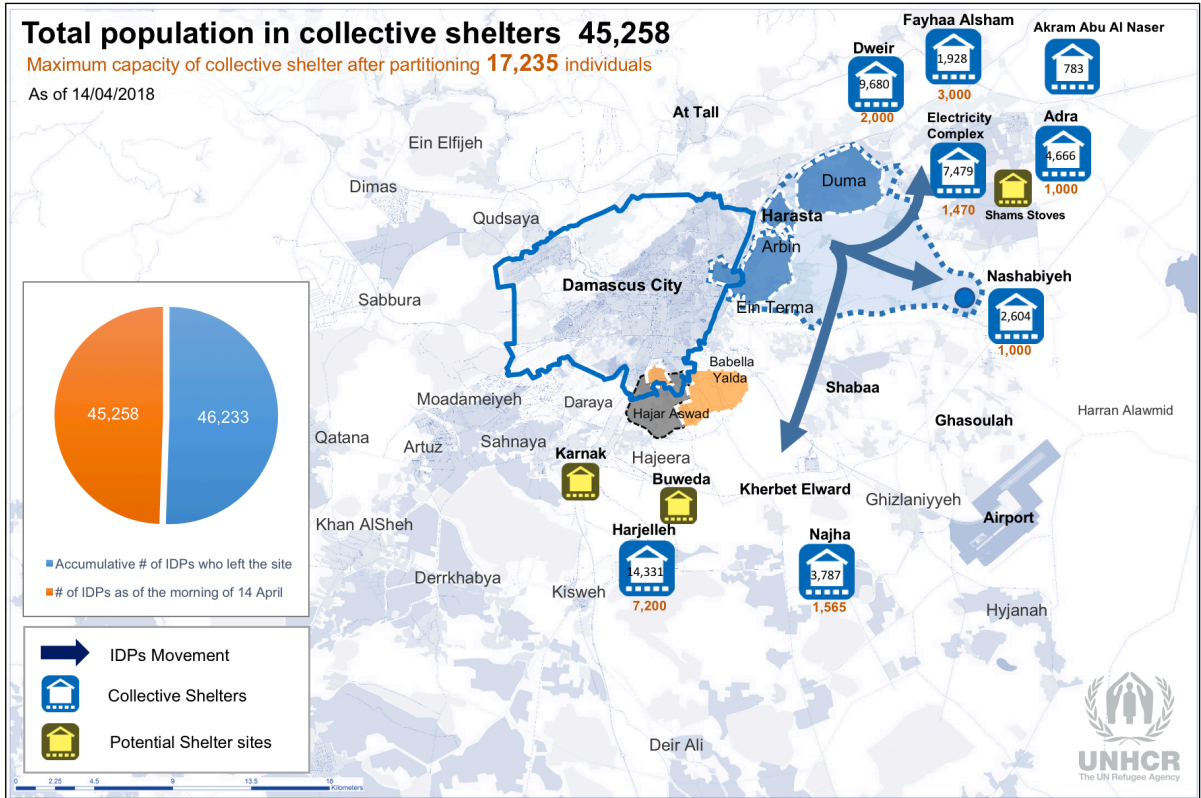 Total population in collective shelters 45,258
Maximum capacity of collective shelter after partitioning 17,235 individuals
As of 14/04/2018
Fayhaa Alsham
1,928
3,000
Akram Abu Al Naser
783
Dweir
9,680
2,000
At Tall
Electricity
Complex
7,479
1,470
Adra
4,666
1,000
Shams Stoves
Ein Elfijeh
Dimas
Qudsaya
Duma
Harasta
Arbin
Damascus City
Ein Terma
Nashabiyeh
2,604
1,000
Sabbura
Babella
Yalda
Shabaa
Moadameiyeh
Daraya
Hajar Aswad
Harran Alawmid
Ghasoulah
Qatana
Artuz
Sahnaya
Karnak
Hajeera
Buweda
Kherbet Elward
Ghizlaniyyeh
Airport
Khan AlSheh
Harjelleh
14,331
7,200
Najha
3,787
1,565
Derrkhabya
Kisweh
Hyjanah
Deir Ali
45,258
46,233
Accumulative # of IDPs who left the site
# of IDPs as of the morning of 14 April
IDPs Movement
Collective Shelters
Potential Shelter sites
0 2.25 4.5 9 13.5 18
Kilometers
UNHCR
The UN Refugee Agency